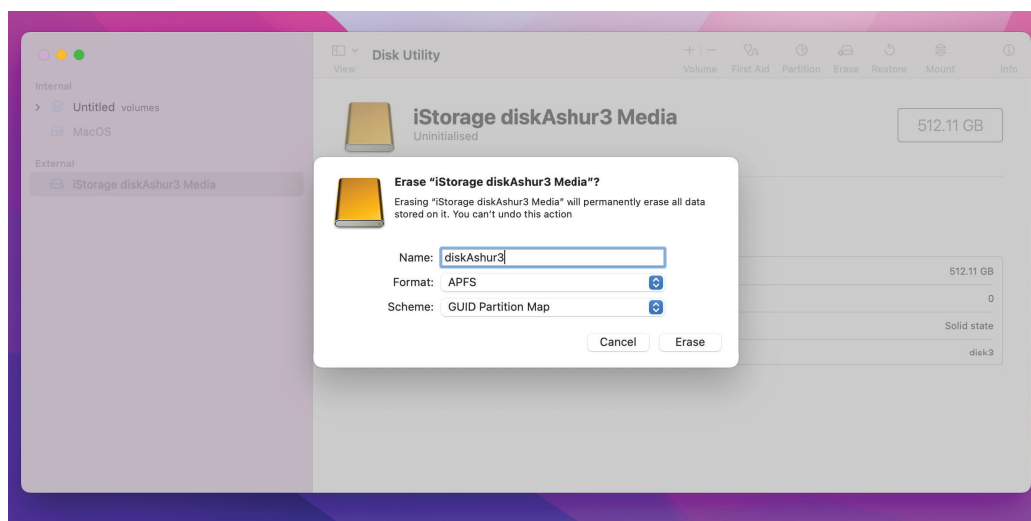 Disk Utility
View
Volume First Aid Partition Erase Restore Mount Info
Internal
Untitled volumes
MacOS
External
iStorage diskAshur3 Media
iStorage diskAshur3 Media
Uninitialised
512.11 GB
Erase “iStorage diskAshur3 Media”?
Erasing “iStorage diskAshur3 Media” will permanently erase all data
stored on it. You can’t undo this action
Name: diskAshur3
Format: APFS
Scheme: GUID Partition Map
Cancel Erase
512.11 GB
0
Solid state
disk3